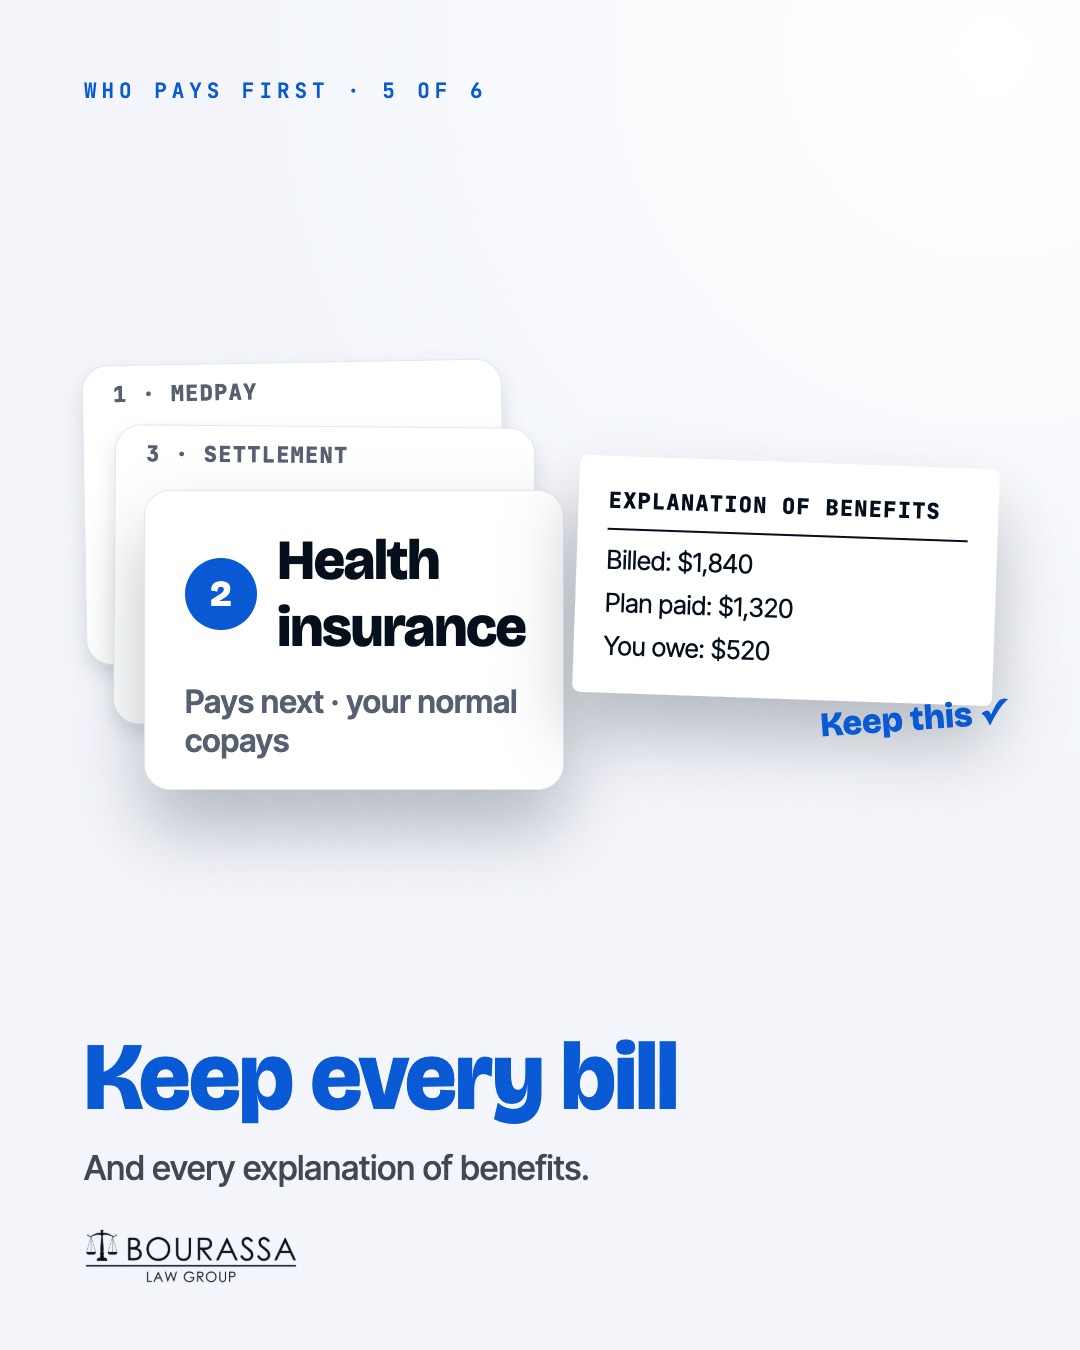 WHO PAYS FIRST · 5 OF 6
1 · MEDPAY
3 · SETTLEMENT
2
Health
insurance
Pays next · your normal
copays
EXPLANATION OF BENEFITS
Billed: $1,840
Plan paid: $1,320
You owe: $520
Keep this ✓
Keep every bill
And every explanation of benefits.
BOURASSA
LAW GROUP